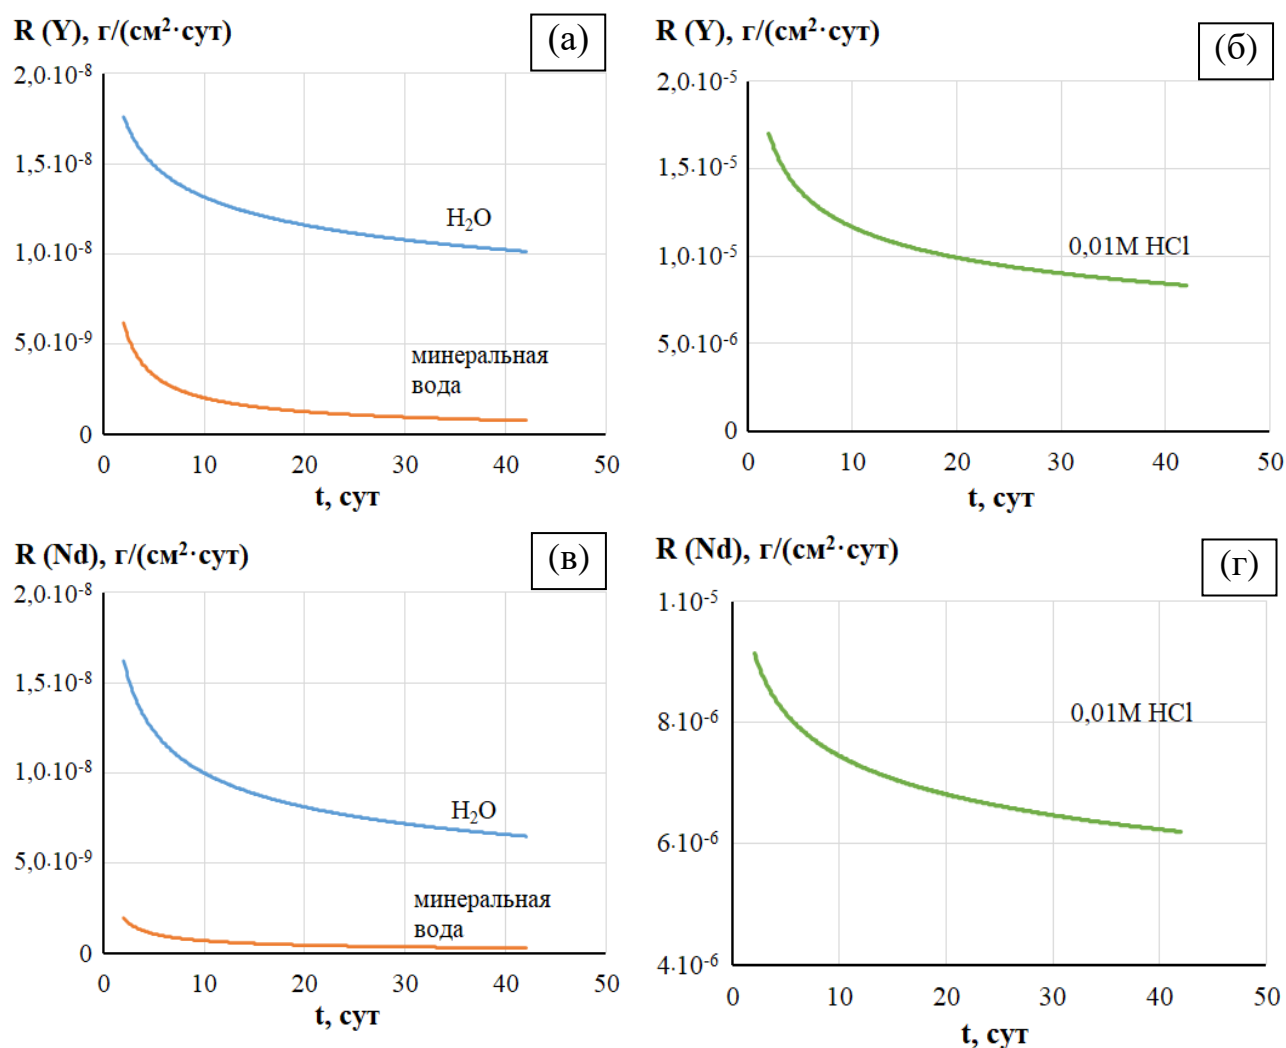 R (Y), г/(см²·сут)
(а)
2,0·10⁻⁸
1,5·10⁻⁸
1,0·10⁻⁸
5,0·10⁻⁹
0
H₂O
минеральная
вода
0 10 20 30 40 50
t, сут
R (Y), г/(см²·сут)
(б)
2,0·10⁻⁵
1,5·10⁻⁵
1,0·10⁻⁵
5,0·10⁻⁶
0
0,01М HCl
0 10 20 30 40 50
t, сут
R (Nd), г/(см²·сут)
(в)
2,0·10⁻⁸
1,5·10⁻⁸
1,0·10⁻⁸
5,0·10⁻⁹
0
H₂O
минеральная
вода
0 10 20 30 40 50
t, сут
R (Nd), г/(см²·сут)
(г)
1·10⁻⁵
8·10⁻⁶
6·10⁻⁶
4·10⁻⁶
0,01М HCl
0 10 20 30 40 50
t, сут